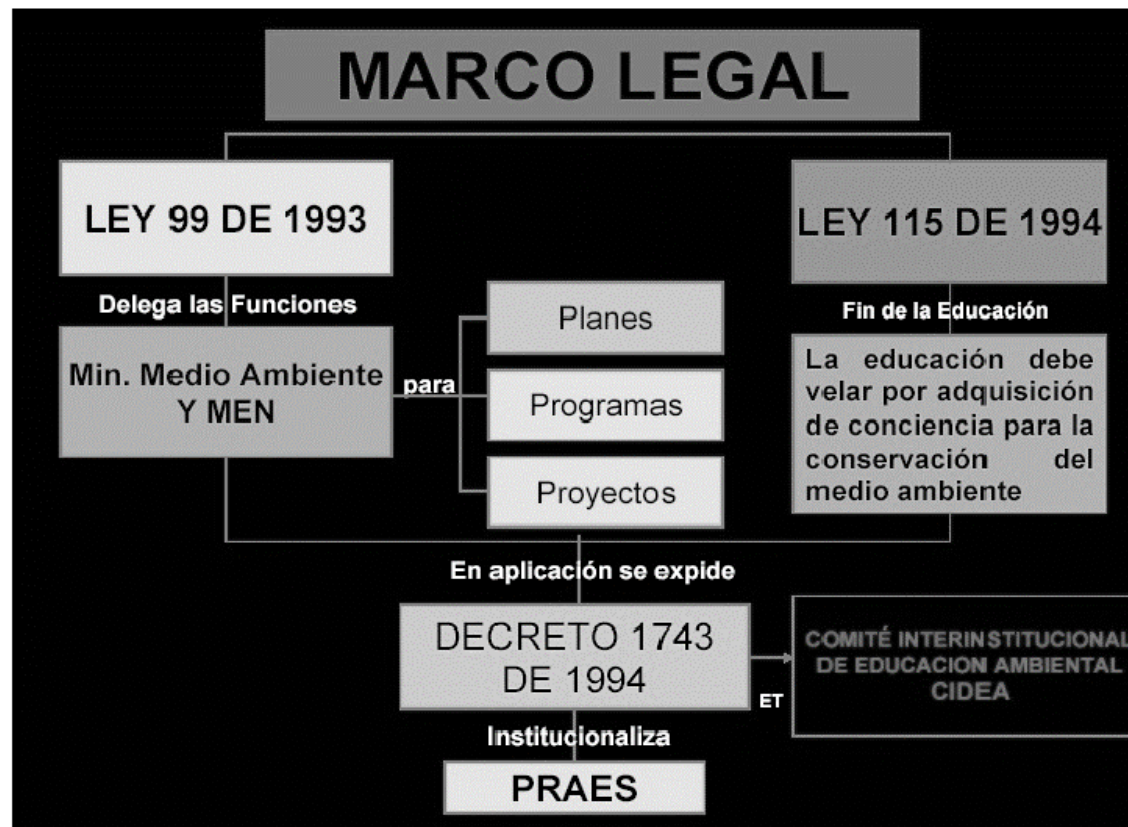 MARCO LEGAL
LEY 99 DE 1993
Delega las Funciones
Min. Medio Ambiente
Y MEN
para
Planes
Programas
Proyectos
LEY 115 DE 1994
Fin de la Educación
La educación debe
velar por adquisición
de conciencia para la
conservación del
medio ambiente
En aplicación se expide
DECRETO 1743
DE 1994
ET
COMITÉ INTERINSTITUCIONAL
DE EDUCACION AMBIENTAL
CIDEA
Institucionaliza
PRAES